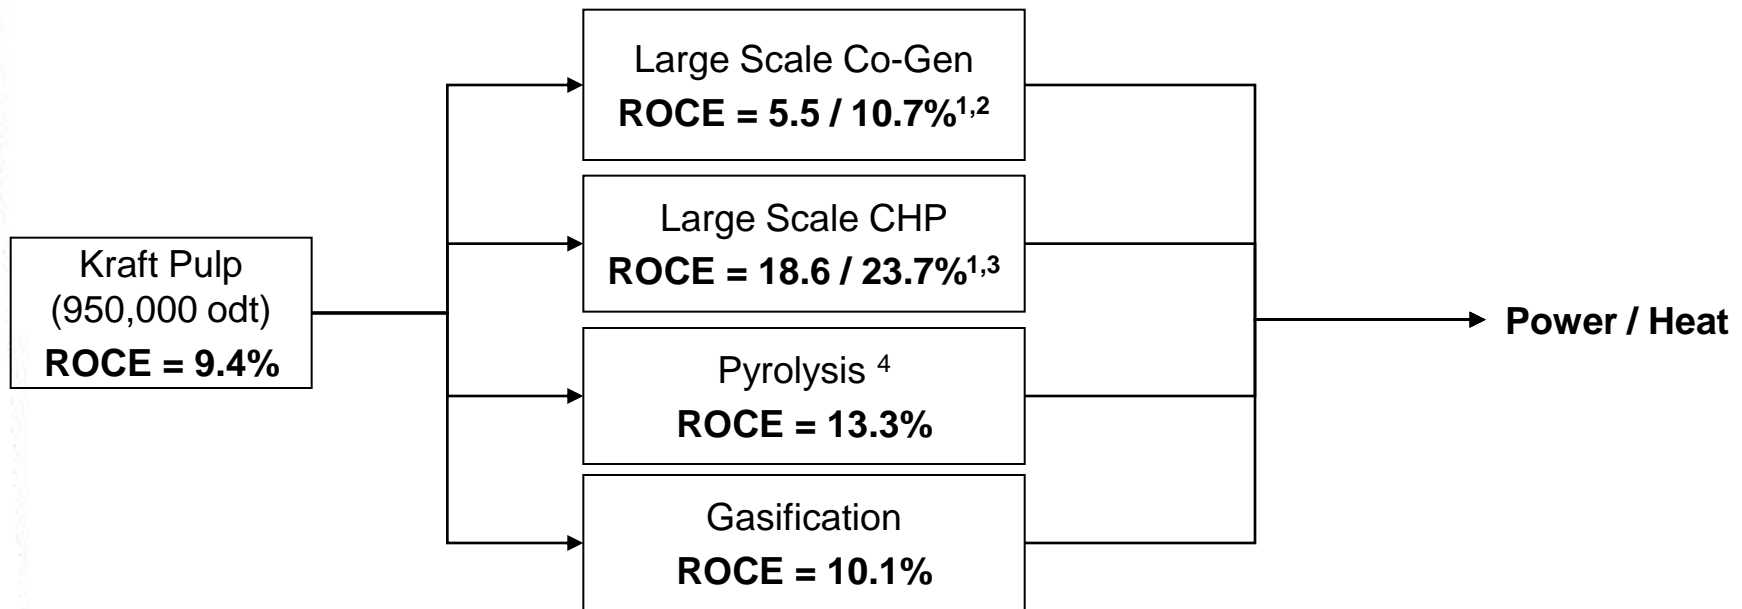 Large Scale Co-Gen
ROCE = 5.5 / 10.7%1,2
Large Scale CHP
ROCE = 18.6 / 23.7%1,3
Kraft Pulp
(950,000 odt)
ROCE = 9.4%
Power / Heat
Pyrolysis 4
ROCE = 13.3%
Gasification
ROCE = 10.1%